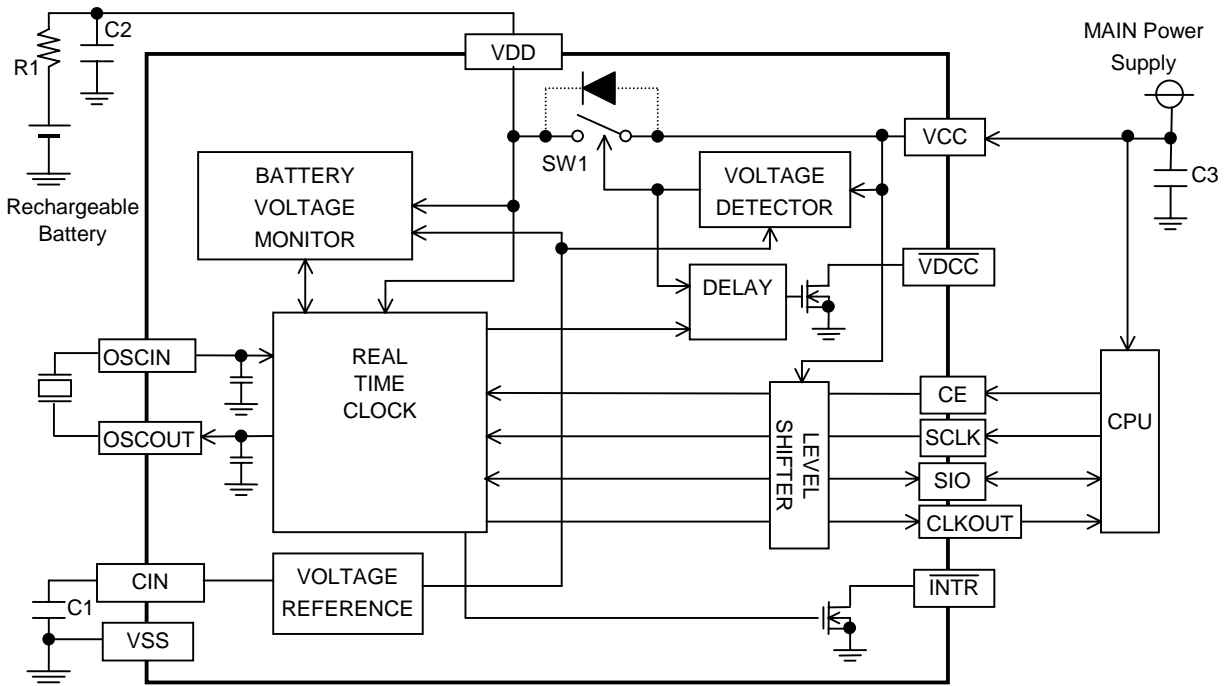 C2
MAIN Power
Supply
R1
VDD
VCC
SW1
C3
BATTERY
VOLTAGE
MONITOR
VOLTAGE
DETECTOR
Rechargeable
Battery
VDCC
DELAY
OSCIN
REAL
TIME
CLOCK
OSCOUT
LEVEL
SHIFTER
CE
SCLK
SIO
CLKOUT
CPU
CIN
VOLTAGE
REFERENCE
INTR
C1
VSS